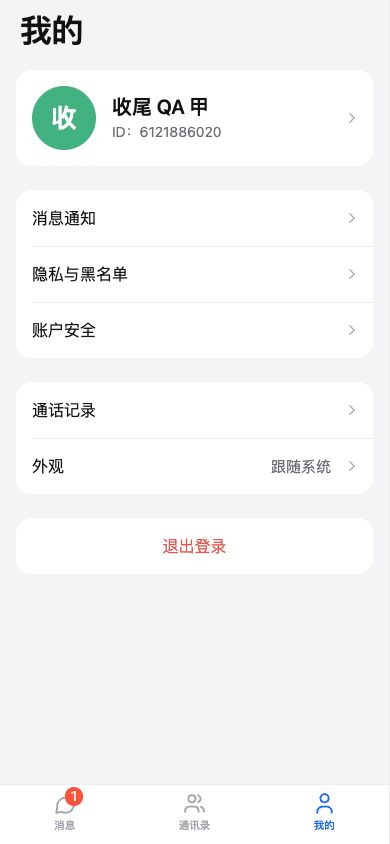 我的
收
收尾 QA 甲
ID：6121886020
消息通知
隐私与黑名单
账户安全
通话记录
外观 跟随系统
退出登录
1
消息 通讯录 我的